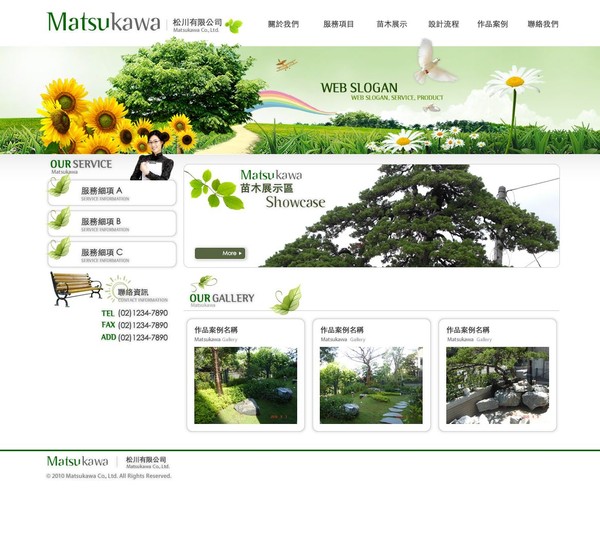 Matsukawa 松川有限公司
Matsukawa Co., Ltd.
關於我們 服務項目 苗木展示 設計流程 作品案例 聯絡我們
WEB SLOGAN
WEB SLOGAN, SERVICE, PRODUCT
OUR SERVICE
Matsukawa
服務細項 A
SERVICE INFORMATION
服務細項 B
SERVICE INFORMATION
服務細項 C
SERVICE INFORMATION
聯絡資訊
CONTACT INFORMATION
TEL (02)1234-7890
FAX (02)1234-7890
ADD (02)1234-7890
Matsukawa
苗木展示區
Showcase
More
OUR GALLERY
Matsukawa
作品案例名稱
Matsukawa Gallery
作品案例名稱
Matsukawa Gallery
作品案例名稱
Matsukawa Gallery
Matsukawa 松川有限公司
Matsukawa Co., Ltd.
© 2010 Matsukawa Co., Ltd. All Rights Reserved.